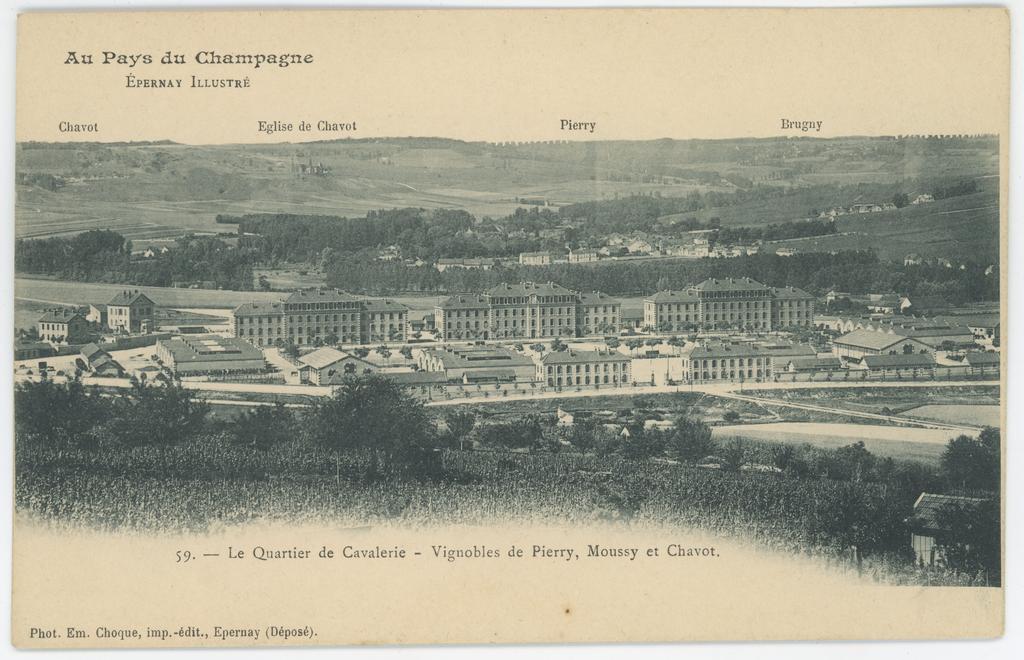 Au Pays du Champagne
ÉPERNAY ILLUSTRÉ
Chavot Eglise de Chavot Pierry Brugny
59. — Le Quartier de Cavalerie - Vignobles de Pierry, Moussy et Chavot.
Phot. Em. Choque, imp.-édit., Epernay (Déposé).